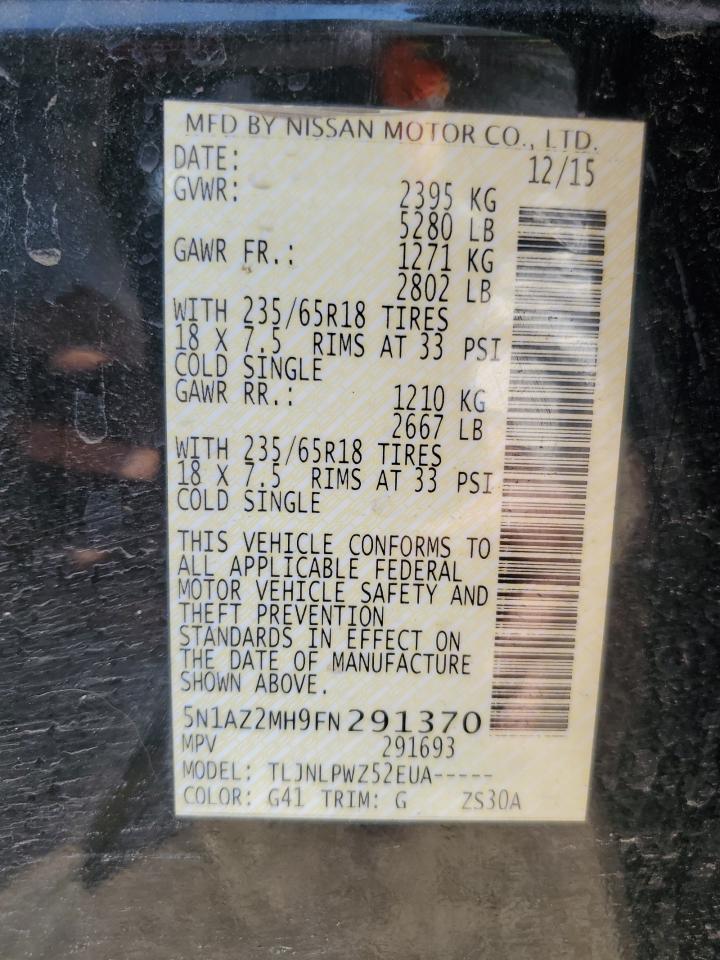 MFD BY NISSAN MOTOR CO., LTD.
DATE: 12/15
GVWR: 2395 KG
5280 LB
GAWR FR.: 1271 KG
2802 LB
WITH 235/65R18 TIRES
18 X 7.5 RIMS AT 33 PSI
COLD SINGLE
GAWR RR.: 1210 KG
2667 LB
WITH 235/65R18 TIRES
18 X 7.5 RIMS AT 33 PSI
COLD SINGLE
THIS VEHICLE CONFORMS TO
ALL APPLICABLE FEDERAL
MOTOR VEHICLE SAFETY AND
THEFT PREVENTION
STANDARDS IN EFFECT ON
THE DATE OF MANUFACTURE
SHOWN ABOVE.
5N1AZ2MH9FN291370
MPV 291693
MODEL: TLJNLPWZ52EUA-----
COLOR: G41 TRIM: G ZS30A